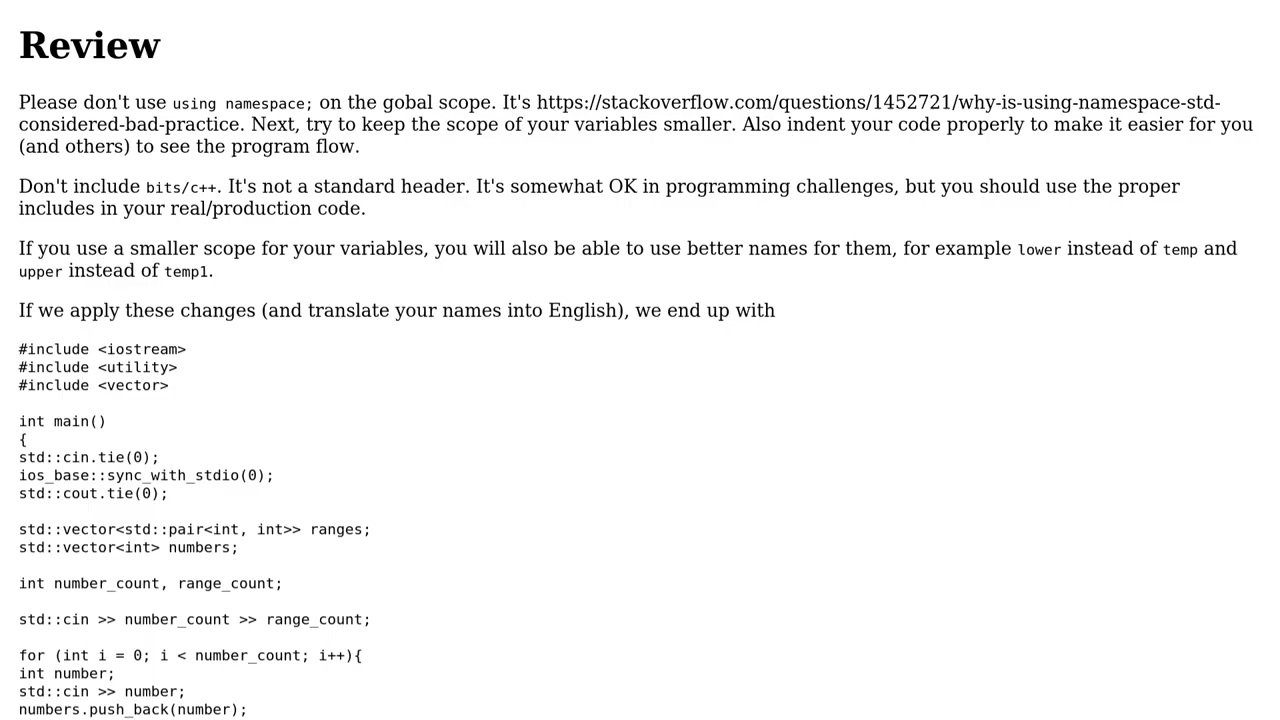 Review
Please don't use using namespace; on the gobal scope. It's https://stackoverflow.com/questions/1452721/why-is-using-namespace-std-
considered-bad-practice. Next, try to keep the scope of your variables smaller. Also indent your code properly to make it easier for you
(and others) to see the program flow.
Don't include bits/c++. It's not a standard header. It's somewhat OK in programming challenges, but you should use the proper
includes in your real/production code.
If you use a smaller scope for your variables, you will also be able to use better names for them, for example lower instead of temp and
upper instead of temp1.
If we apply these changes (and translate your names into English), we end up with
#include <iostream>
#include <utility>
#include <vector>
int main()
{
std::cin.tie(0);
ios_base::sync_with_stdio(0);
std::cout.tie(0);
std::vector<std::pair<int, int>> ranges;
std::vector<int> numbers;
int number_count, range_count;
std::cin >> number_count >> range_count;
for (int i = 0; i < number_count; i++){
int number;
std::cin >> number;
numbers.push_back(number);